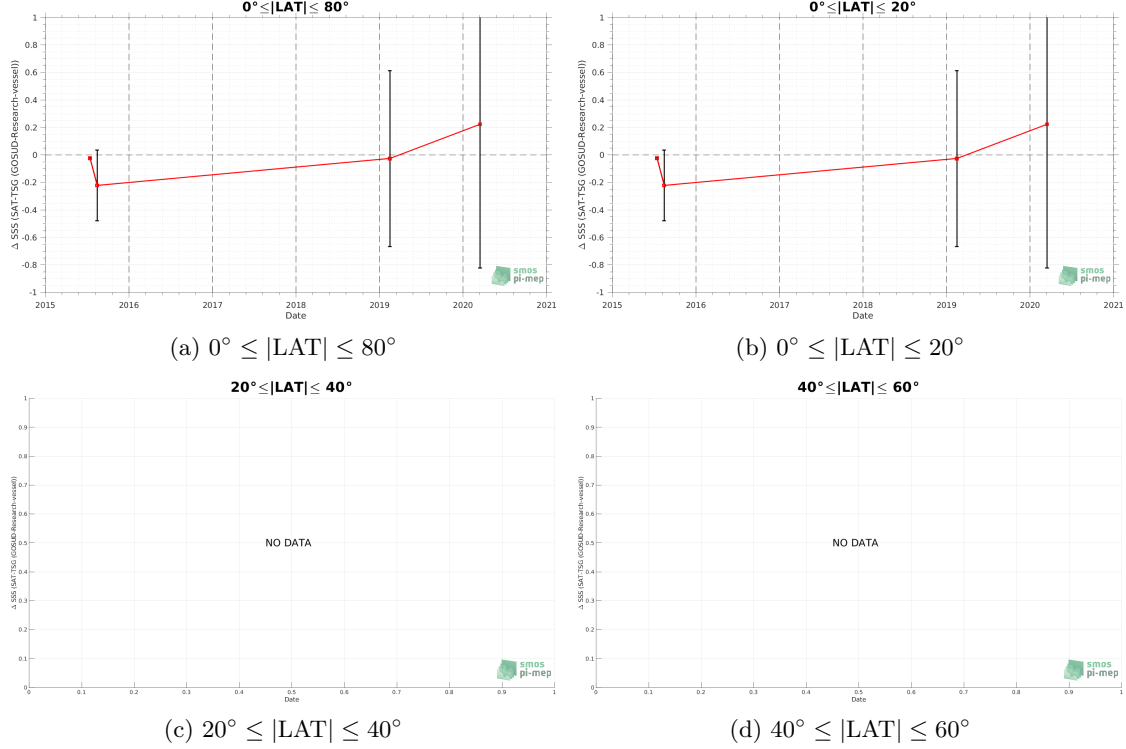 0°≤|LAT|≤ 80°
1
0.8
0.6
0.4
0.2
0
-0.2
-0.4
-0.6
-0.8
-1
Δ SSS (SAT-TSG (GOSUD-Research-vessel))
2015 2016 2017 2018 2019 2020 2021
Date
smos
pi-mep
(a) 0° ≤ |LAT| ≤ 80°
0°≤|LAT|≤ 20°
1
0.8
0.6
0.4
0.2
0
-0.2
-0.4
-0.6
-0.8
-1
Δ SSS (SAT-TSG (GOSUD-Research-vessel))
2015 2016 2017 2018 2019 2020 2021
Date
smos
pi-mep
(b) 0° ≤ |LAT| ≤ 20°
20°≤|LAT|≤ 40°
1
0.9
0.8
0.7
0.6
0.5
0.4
0.3
0.2
0.1
0
Δ SSS (SAT-TSG (GOSUD-Research-vessel))
NO DATA
0 0.1 0.2 0.3 0.4 0.5 0.6 0.7 0.8 0.9 1
Date
smos
pi-mep
(c) 20° ≤ |LAT| ≤ 40°
40°≤|LAT|≤ 60°
1
0.9
0.8
0.7
0.6
0.5
0.4
0.3
0.2
0.1
0
Δ SSS (SAT-TSG (GOSUD-Research-vessel))
NO DATA
0 0.1 0.2 0.3 0.4 0.5 0.6 0.7 0.8 0.9 1
Date
smos
pi-mep
(d) 40° ≤ |LAT| ≤ 60°